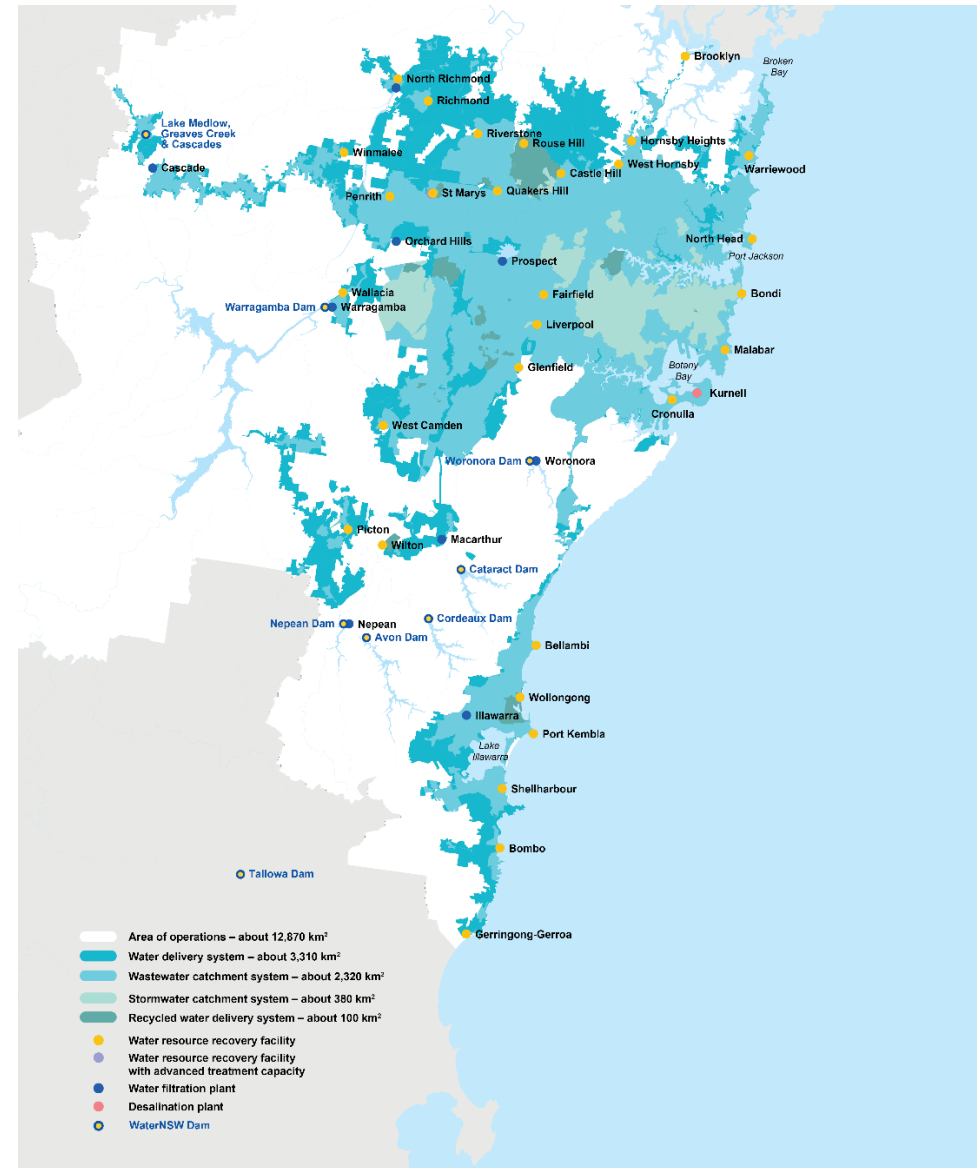 Brooklyn
Broken
Bay
North Richmond
Richmond
Lake Medlow,
Greaves Creek
& Cascades
Riverstone
Rouse Hill
Hornsby Heights
Winmalee
West Hornsby
Cascade
Castle Hill
Warriewood
Penrith
St Marys
Quakers Hill
Orchard Hills
North Head
Port Jackson
Prospect
Wallacia
Fairfield
Bondi
Warragamba Dam
Warragamba
Liverpool
Malabar
Glenfield
Botany
Bay
Kurnell
Cronulla
West Camden
Woronora Dam
Woronora
Picton
Wilton
Macarthur
Cataract Dam
Nepean Dam
Nepean
Cordeaux Dam
Avon Dam
Bellambi
Wollongong
Illawarra
Port Kembla
Lake
Illawarra
Shellharbour
Bombo
Tallowa Dam
Gerringong-Gerroa
Area of operations – about 12,870 km²
Water delivery system – about 3,310 km²
Wastewater catchment system – about 2,320 km²
Stormwater catchment system – about 380 km²
Recycled water delivery system – about 100 km²
Water resource recovery facility
Water resource recovery facility
with advanced treatment capacity
Water filtration plant
Desalination plant
WaterNSW Dam